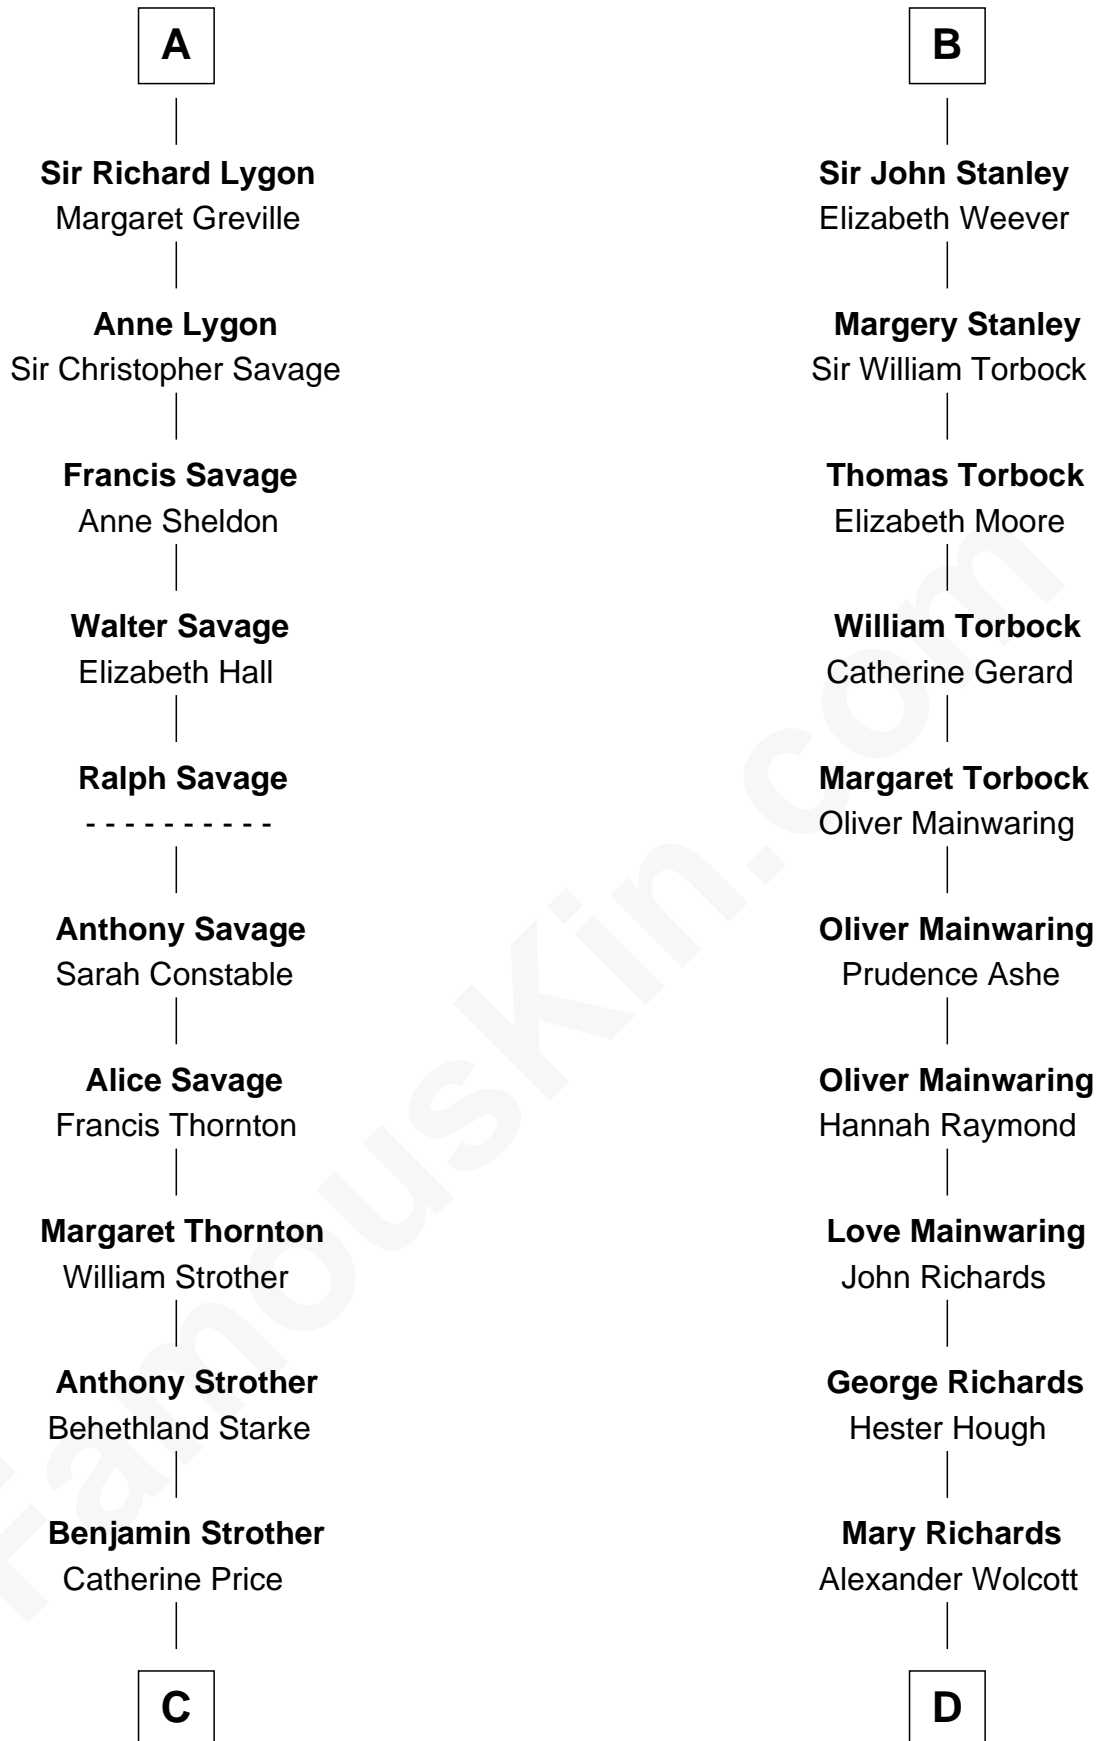 A
Sir Richard Lygon
Margaret Greville
Anne Lygon
Sir Christopher Savage
Francis Savage
Anne Sheldon
Walter Savage
Elizabeth Hall
Ralph Savage
- - - - - - - - - -
Anthony Savage
Sarah Constable
Alice Savage
Francis Thornton
Margaret Thornton
William Strother
Anthony Strother
Behethland Starke
Benjamin Strother
Catherine Price
C
B
Sir John Stanley
Elizabeth Weever
Margery Stanley
Sir William Torbock
Thomas Torbock
Elizabeth Moore
William Torbock
Catherine Gerard
Margaret Torbock
Oliver Mainwaring
Oliver Mainwaring
Prudence Ashe
Oliver Mainwaring
Hannah Raymond
Love Mainwaring
John Richards
George Richards
Hester Hough
Mary Richards
Alexander Wolcott
D
FamousKin.com